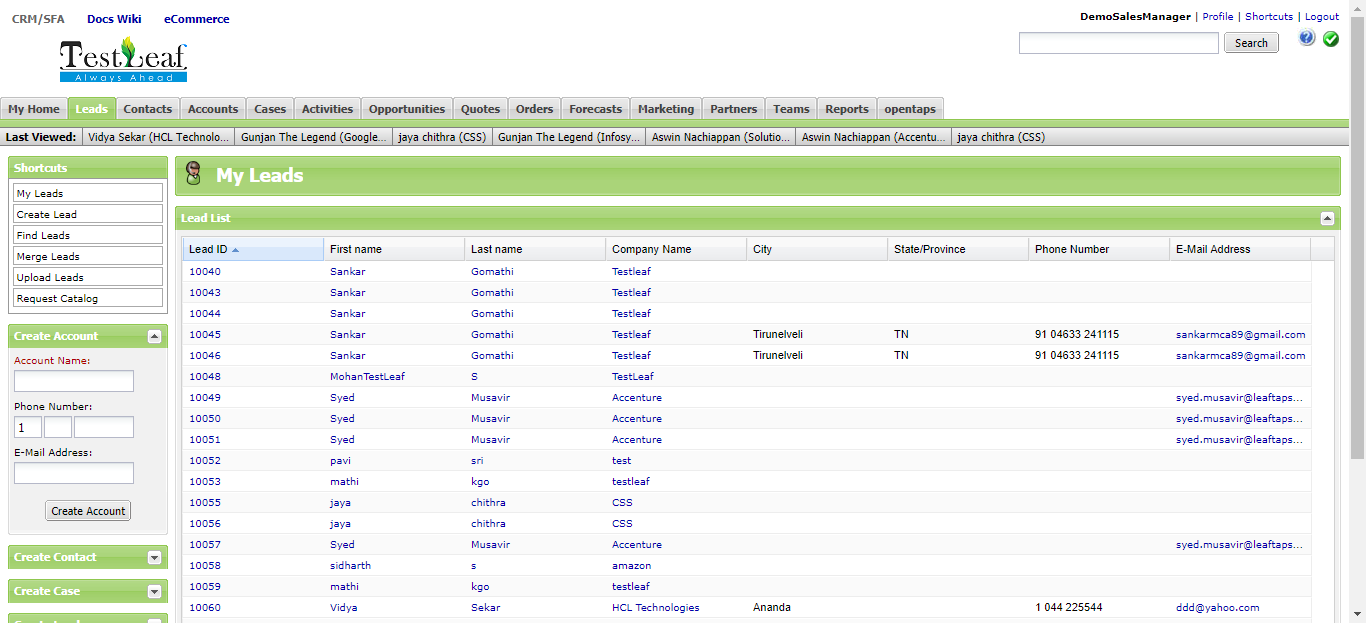 CRM/SFA Docs Wiki eCommerce
DemoSalesManager | Profile | Shortcuts | Logout
TestLeaf
Always Ahead
Search
My Home Leads Contacts Accounts Cases Activities Opportunities Quotes Orders Forecasts Marketing Partners Teams Reports opentaps
Last Viewed: Vidya Sekar (HCL Technolo... Gunjan The Legend (Google... jaya chithra (CSS) Gunjan The Legend (Infosy... Aswin Nachiappan (Solutio... Aswin Nachiappan (Accentu... jaya chithra (CSS)
Shortcuts
My Leads
Create Lead
Find Leads
Merge Leads
Upload Leads
Request Catalog
Create Account
Account Name:
Phone Number:
1
E-Mail Address:
Create Account
Create Contact
Create Case
My Leads
Lead List
Lead ID First name Last name Company Name City State/Province Phone Number E-Mail Address
10040 Sankar Gomathi Testleaf
10043 Sankar Gomathi Testleaf
10044 Sankar Gomathi Testleaf
10045 Sankar Gomathi Testleaf Tirunelveli TN 91 04633 241115 sankarmca89@gmail.com
10046 Sankar Gomathi Testleaf Tirunelveli TN 91 04633 241115 sankarmca89@gmail.com
10048 MohanTestLeaf S TestLeaf
10049 Syed Musavir Accenture syed.musavir@leaftaps...
10050 Syed Musavir Accenture syed.musavir@leaftaps...
10051 Syed Musavir Accenture syed.musavir@leaftaps...
10052 pavi sri test
10053 mathi kgo testleaf
10055 jaya chithra CSS
10056 jaya chithra CSS
10057 Syed Musavir Accenture syed.musavir@leaftaps...
10058 sidharth s amazon
10059 mathi kgo testleaf
10060 Vidya Sekar HCL Technologies Ananda 1 044 225544 ddd@yahoo.com